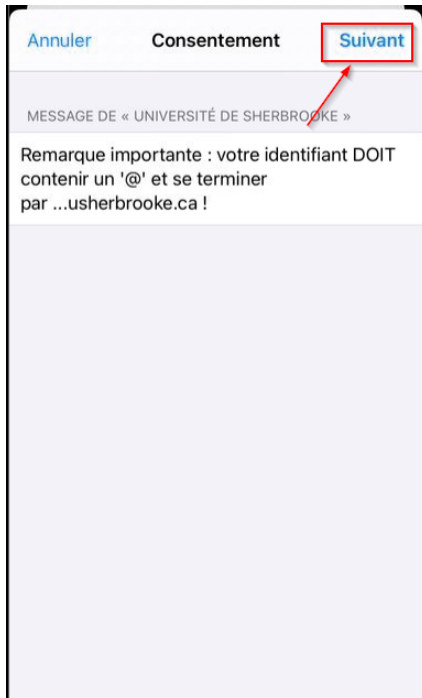 Annuler Consentement Suivant
MESSAGE DE « UNIVERSITÉ DE SHERBROOKE »
Remarque importante : votre identifiant DOIT
contenir un '@' et se terminer
par ...usherbrooke.ca !